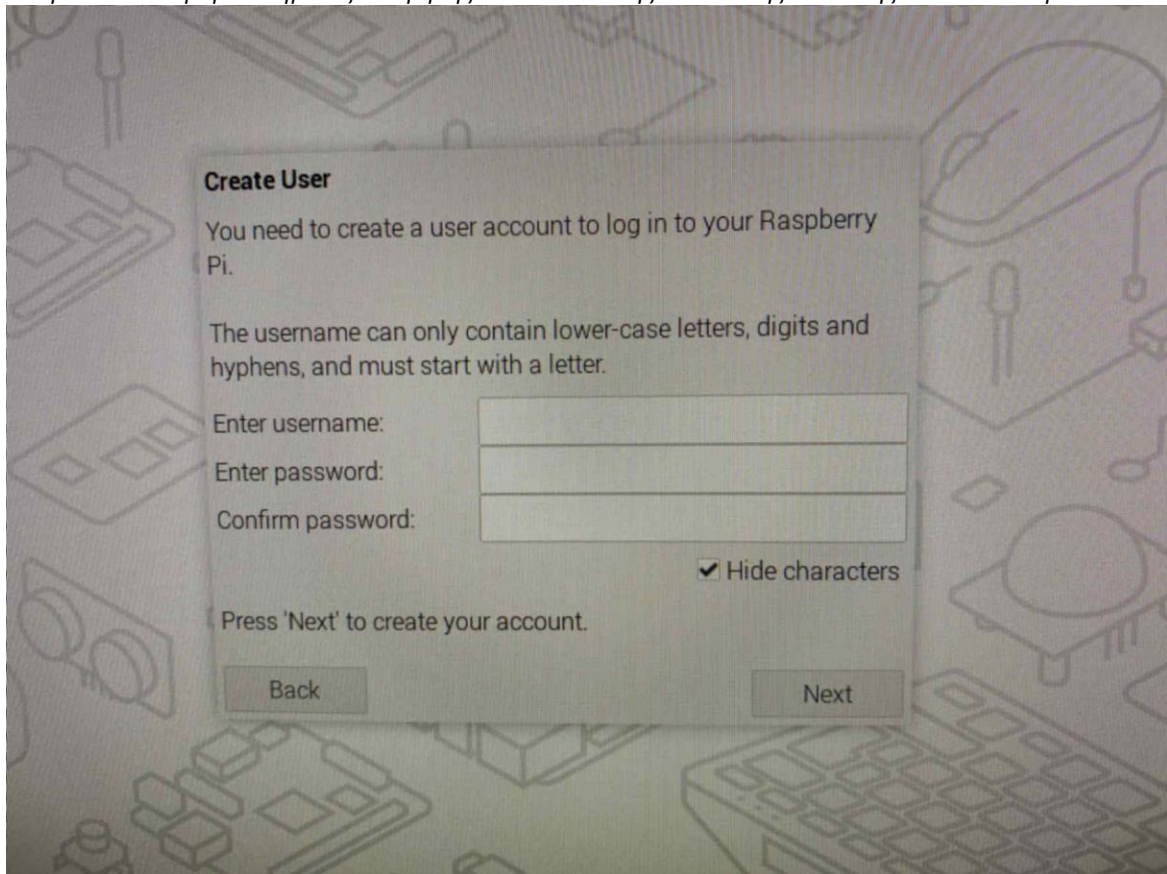 Create User
You need to create a user account to log in to your Raspberry
Pi.
The username can only contain lower-case letters, digits and
hyphens, and must start with a letter.
Enter username:
Enter password:
Confirm password:
Hide characters
Press 'Next' to create your account.
Back
Next